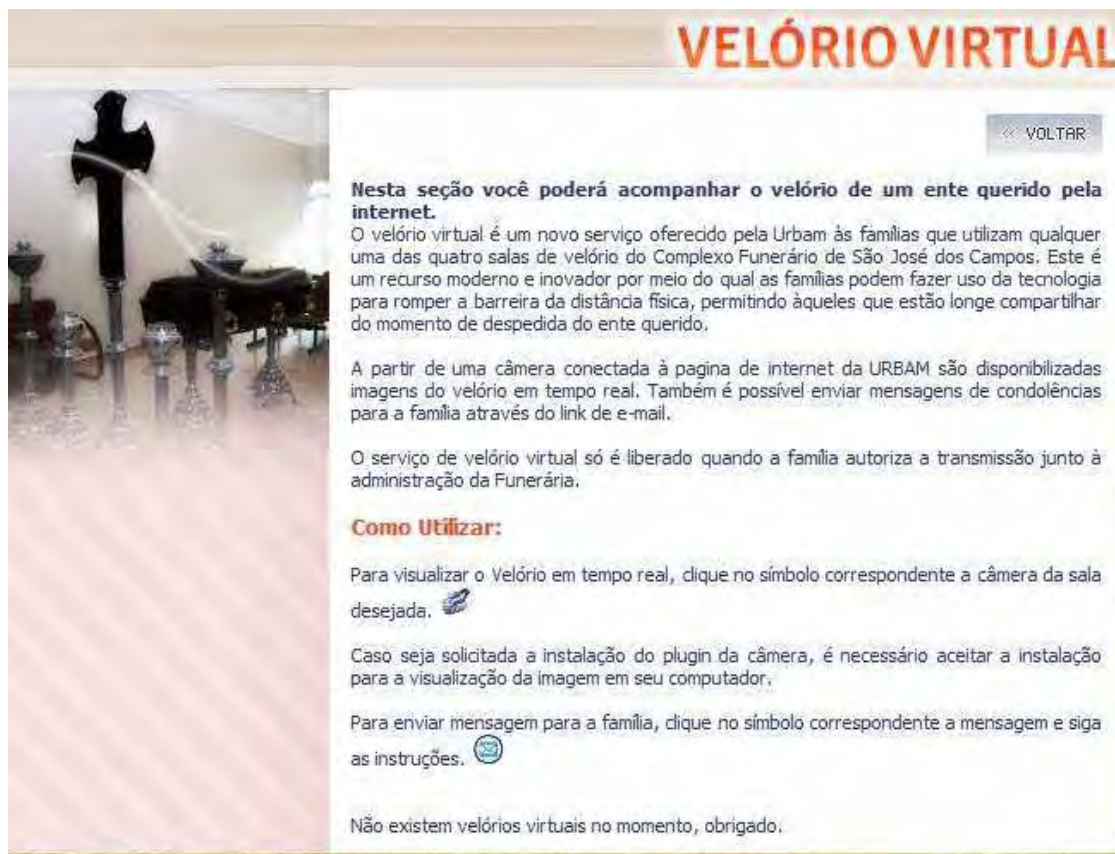 VELÓRIO VIRTUAL
<< VOLTAR
Nesta seção você poderá acompanhar o velório de um ente querido pela
internet.
O velório virtual é um novo serviço oferecido pela Urbam às famílias que utilizam qualquer
uma das quatro salas de velório do Complexo Funerário de São José dos Campos. Este é
um recurso moderno e inovador por meio do qual as famílias podem fazer uso da tecnologia
para romper a barreira da distância física, permitindo àqueles que estão longe compartilhar
do momento de despedida do ente querido.
A partir de uma câmera conectada à pagina de internet da URBAM são disponibilizadas
imagens do velório em tempo real. Também é possível enviar mensagens de condolências
para a família através do link de e-mail.
O serviço de velório virtual só é liberado quando a família autoriza a transmissão junto à
administração da Funerária.
Como Utilizar:
Para visualizar o Velório em tempo real, clique no símbolo correspondente a câmera da sala
desejada.
Caso seja solicitada a instalação do plugin da câmera, é necessário aceitar a instalação
para a visualização da imagem em seu computador.
Para enviar mensagem para a família, clique no símbolo correspondente a mensagem e siga
as instruções.
Não existem velórios virtuais no momento, obrigado.